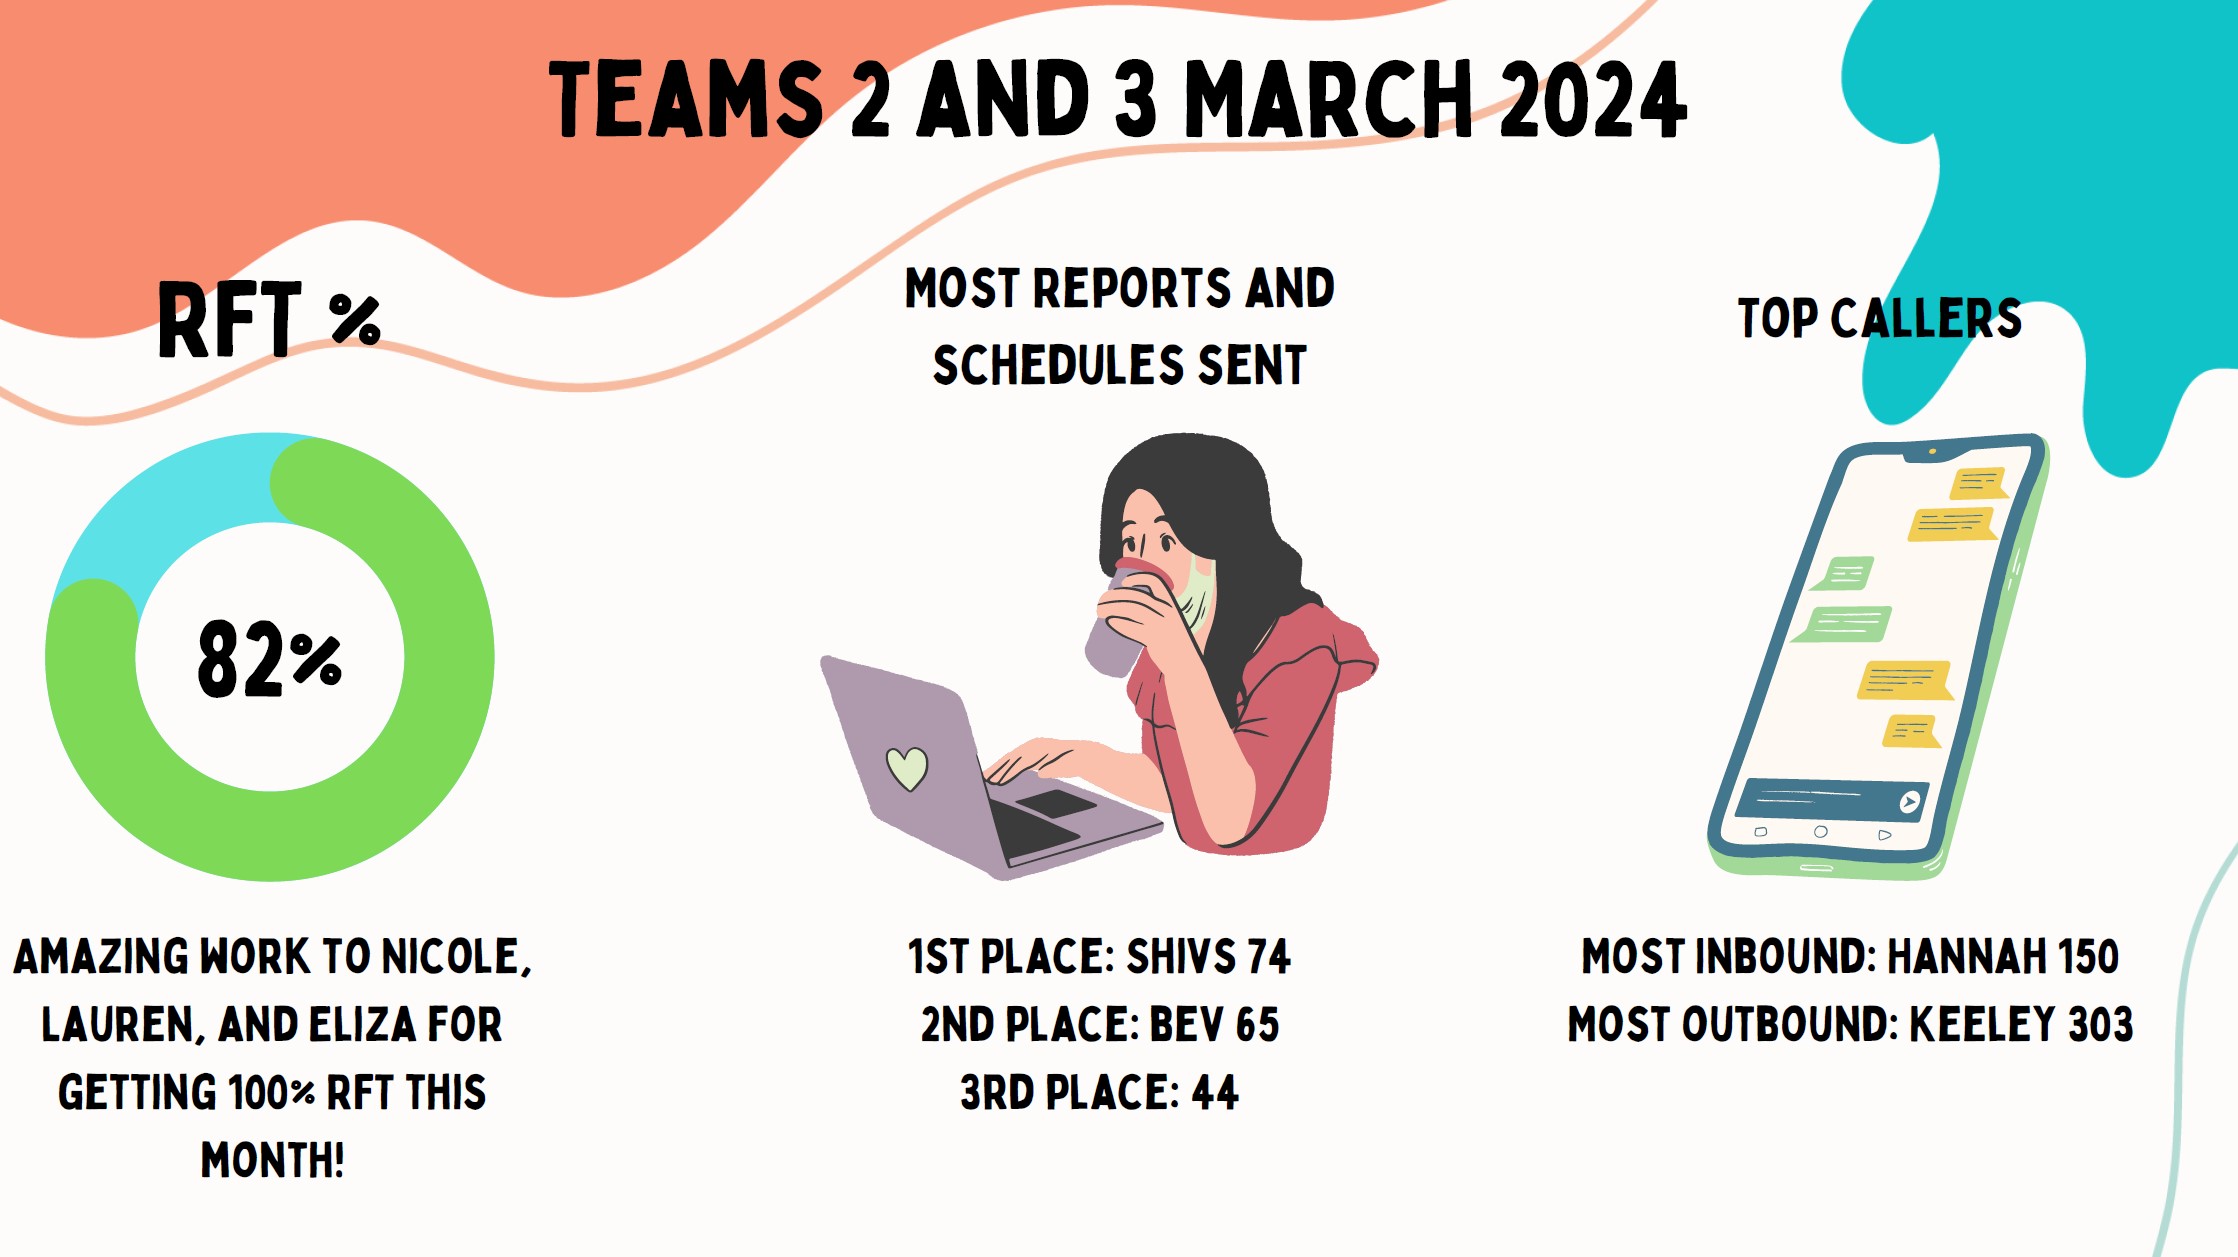 TEAMS 2 AND 3 MARCH 2024
RFT %
82%
AMAZING WORK TO NICOLE,
LAUREN, AND ELIZA FOR
GETTING 100% RFT THIS
MONTH!
MOST REPORTS AND
SCHEDULES SENT
1ST PLACE: SHIVS 74
2ND PLACE: BEV 65
3RD PLACE: 44
TOP CALLERS
MOST INBOUND: HANNAH 150
MOST OUTBOUND: KEELEY 303